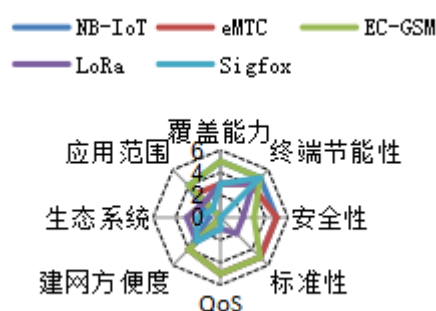 NB-IoT eMTC EC-GSM
LoRa Sigfox
覆盖能力
应用范围 6 终端节能性
4
2
生态系统 0 安全性
建网方便度 标准性
QoS